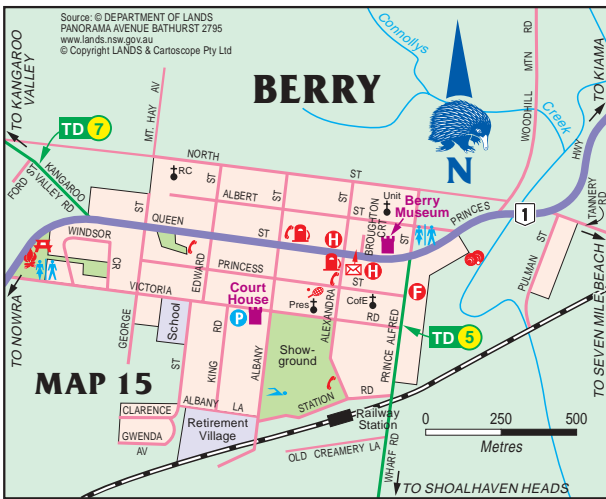 Source: © DEPARTMENT OF LANDS
PANORAMA AVENUE BATHURST 2795
www.lands.nsw.gov.au
© Copyright LANDS & Cartoscope Pty Ltd
TO KANGAROO
VALLEY
MT. HAY AV
Connollys
Creek
WOODHILL MTN RD
TO KIAMA
BERRY
N
TD 7
KANGAROO
VALLEY RD
FORD ST
NORTH ST
RC
ST
ALBERT ST
ST
Unit
Berry
Museum
BROUGHTON
CRT
ST
PRINCES HWY
1
TANNERY
RD
ST
QUEEN ST
WINDSOR
CR
H
H
EDWARD
PRINCESS ST
VICTORIA RD
Court
House
Pres
CofE
ALEXANDRA
F
PULMAN ST
TO SEVEN MILE BEACH
TO NOWRA
GEORGE
School
ST
KING RD
P
ALBANY
Show-
ground
PRINCE ALFRED
TD 5
MAP 15
STATION RD
ALBANY LA
CLARENCE
GWENDA
AV
Retirement
Village
Railway
Station
OLD CREAMERY LA
WHARF RD
0 250 500
Metres
TO SHOALHAVEN HEADS